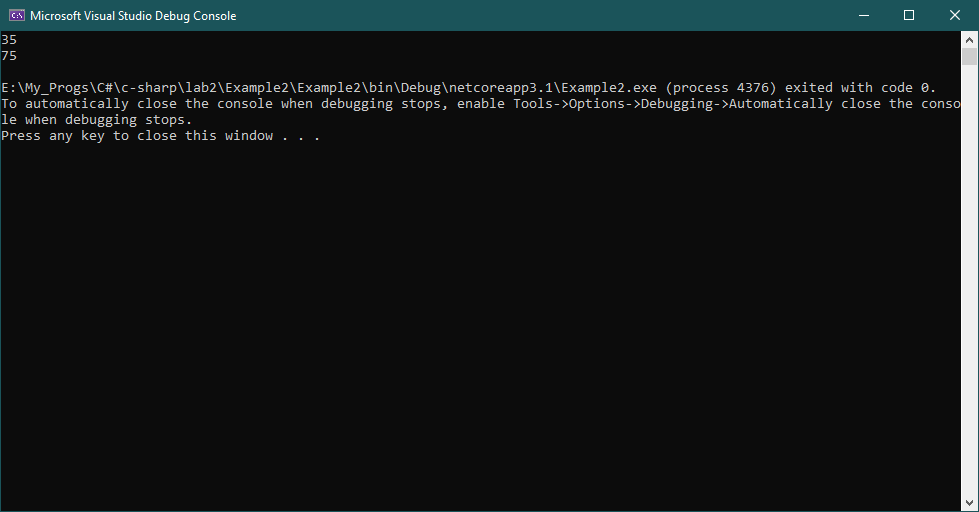 Microsoft Visual Studio Debug Console
35
75
E:\My_Progs\C#\c-sharp\lab2\Example2\Example2\bin\Debug\netcoreapp3.1\Example2.exe (process 4376) exited with code 0.
To automatically close the console when debugging stops, enable Tools->Options->Debugging->Automatically close the conso
le when debugging stops.
Press any key to close this window . . .